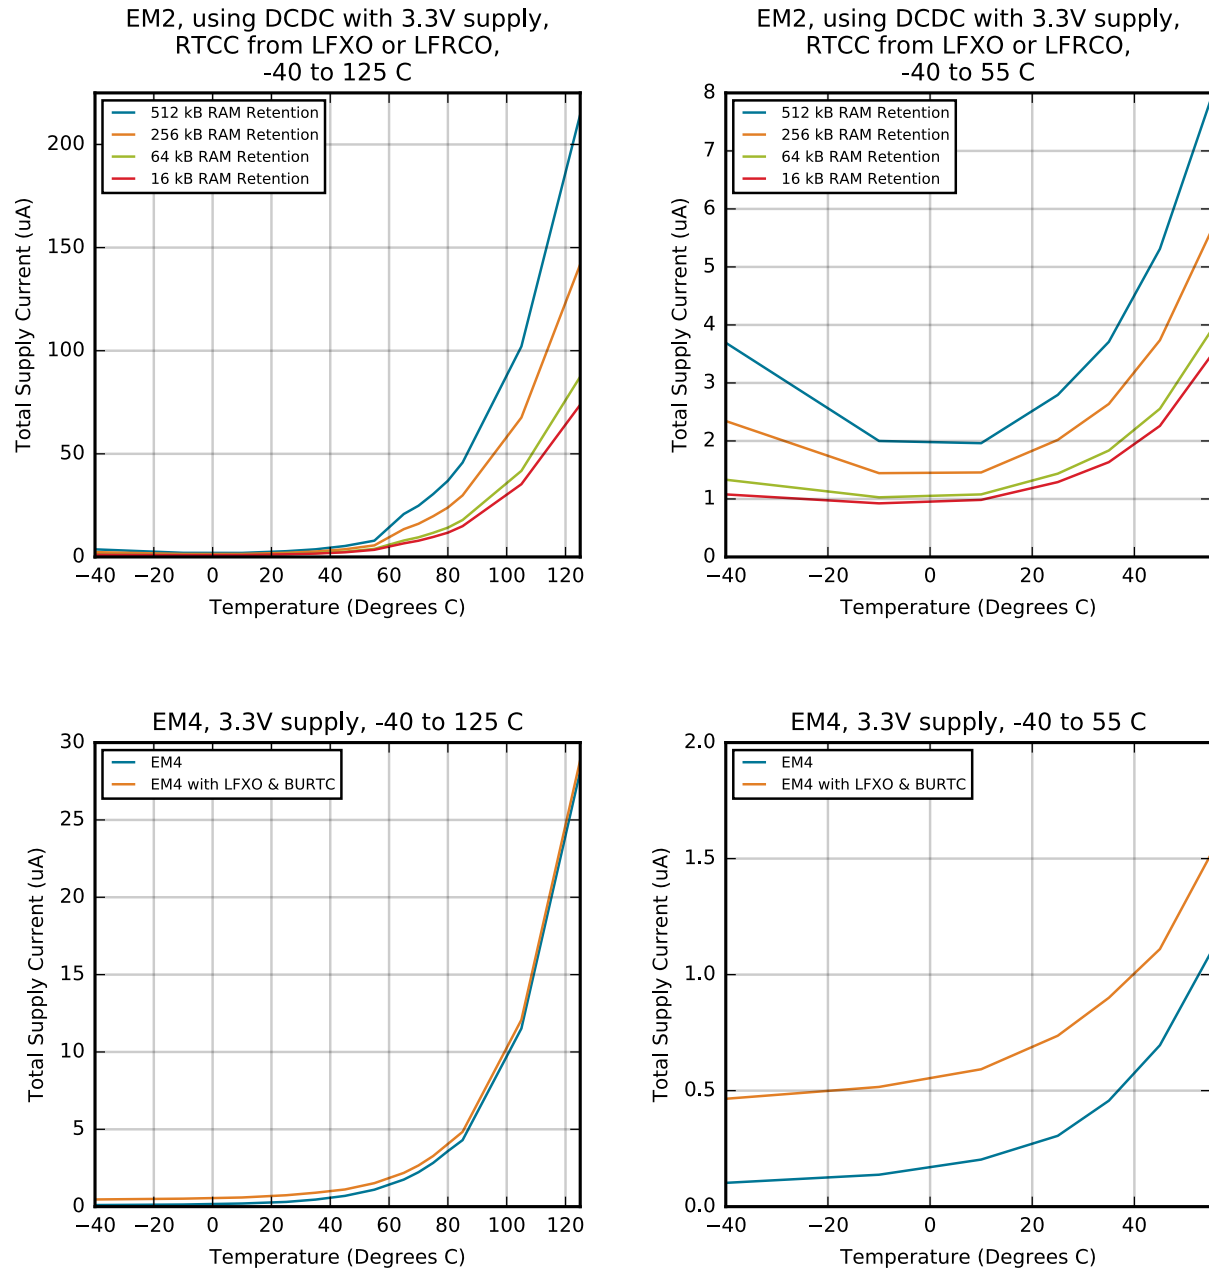 EM2, using DCDC with 3.3V supply,
RTCC from LFXO or LFRCO,
-40 to 125 C
512 kB RAM Retention
256 kB RAM Retention
64 kB RAM Retention
16 kB RAM Retention
Total Supply Current (uA)
200
150
100
50
0
−40 −20 0 20 40 60 80 100 120
Temperature (Degrees C)
EM2, using DCDC with 3.3V supply,
RTCC from LFXO or LFRCO,
-40 to 55 C
512 kB RAM Retention
256 kB RAM Retention
64 kB RAM Retention
16 kB RAM Retention
Total Supply Current (uA)
8
7
6
5
4
3
2
1
0
−40 −20 0 20 40
Temperature (Degrees C)
EM4, 3.3V supply, -40 to 125 C
EM4
EM4 with LFXO & BURTC
Total Supply Current (uA)
30
25
20
15
10
5
0
−40 −20 0 20 40 60 80 100 120
Temperature (Degrees C)
EM4, 3.3V supply, -40 to 55 C
EM4
EM4 with LFXO & BURTC
Total Supply Current (uA)
2.0
1.5
1.0
0.5
0.0
−40 −20 0 20 40
Temperature (Degrees C)